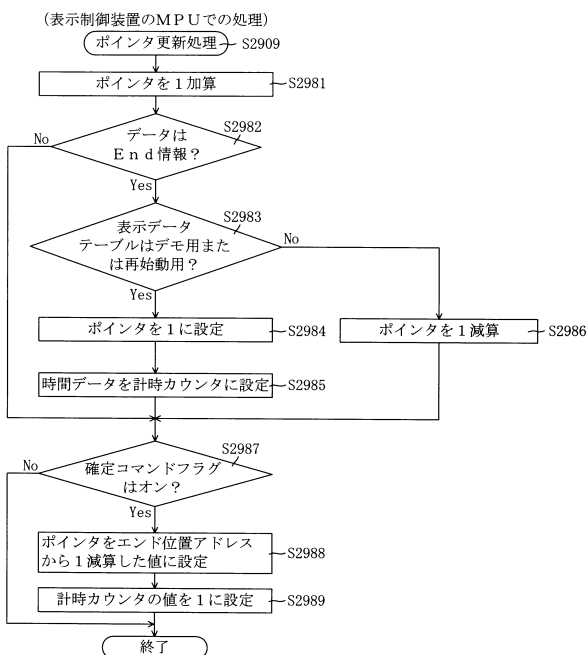 (表示制御装置のMPUでの処理)
ポインタ更新処理
S2909
ポインタを1加算
S2981
データは
End情報?
S2982
No
Yes
表示データ
テーブルはデモ用また
は再始動用?
S2983
No
Yes
ポインタを1に設定
S2984
ポインタを1減算
S2986
時間データを計時カウンタに設定
S2985
確定コマンドフラグ
はオン?
S2987
No
Yes
ポインタをエンド位置アドレス
から1減算した値に設定
S2988
計時カウンタの値を1に設定
S2989
終了